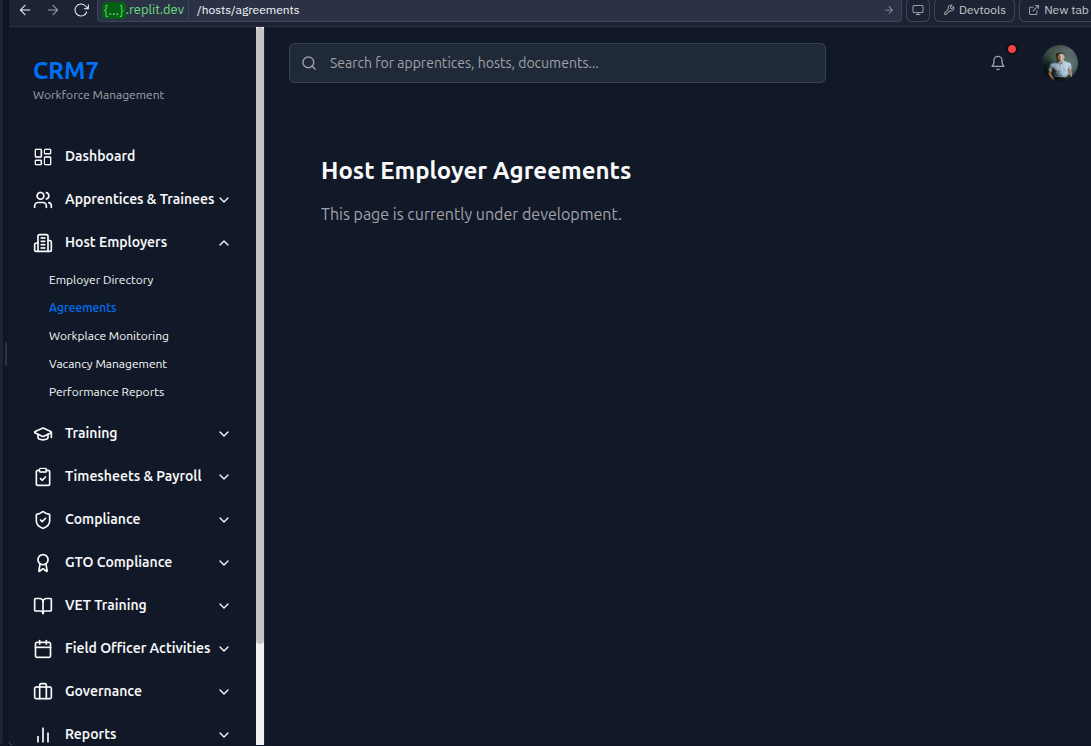 {...}.replit.dev /hosts/agreements
Devtools
New tab
CRM7
Workforce Management
Search for apprentices, hosts, documents...
Dashboard
Apprentices & Trainees
Host Employers
Employer Directory
Agreements
Workplace Monitoring
Vacancy Management
Performance Reports
Training
Timesheets & Payroll
Compliance
GTO Compliance
VET Training
Field Officer Activities
Governance
Reports
Host Employer Agreements
This page is currently under development.